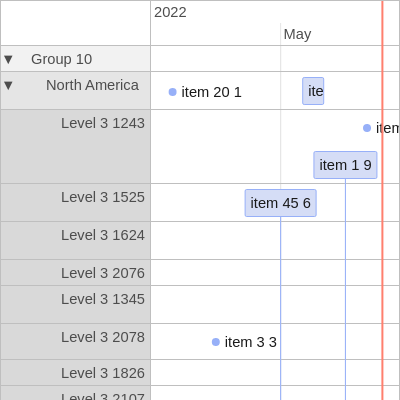 2022
May
▼ Group 10
▼ North America
item 20 1
ite
Level 3 1243
item
item 1 9
Level 3 1525
item 45 6
Level 3 1624
Level 3 2076
Level 3 1345
Level 3 2078
item 3 3
Level 3 1826
Level 3 2107